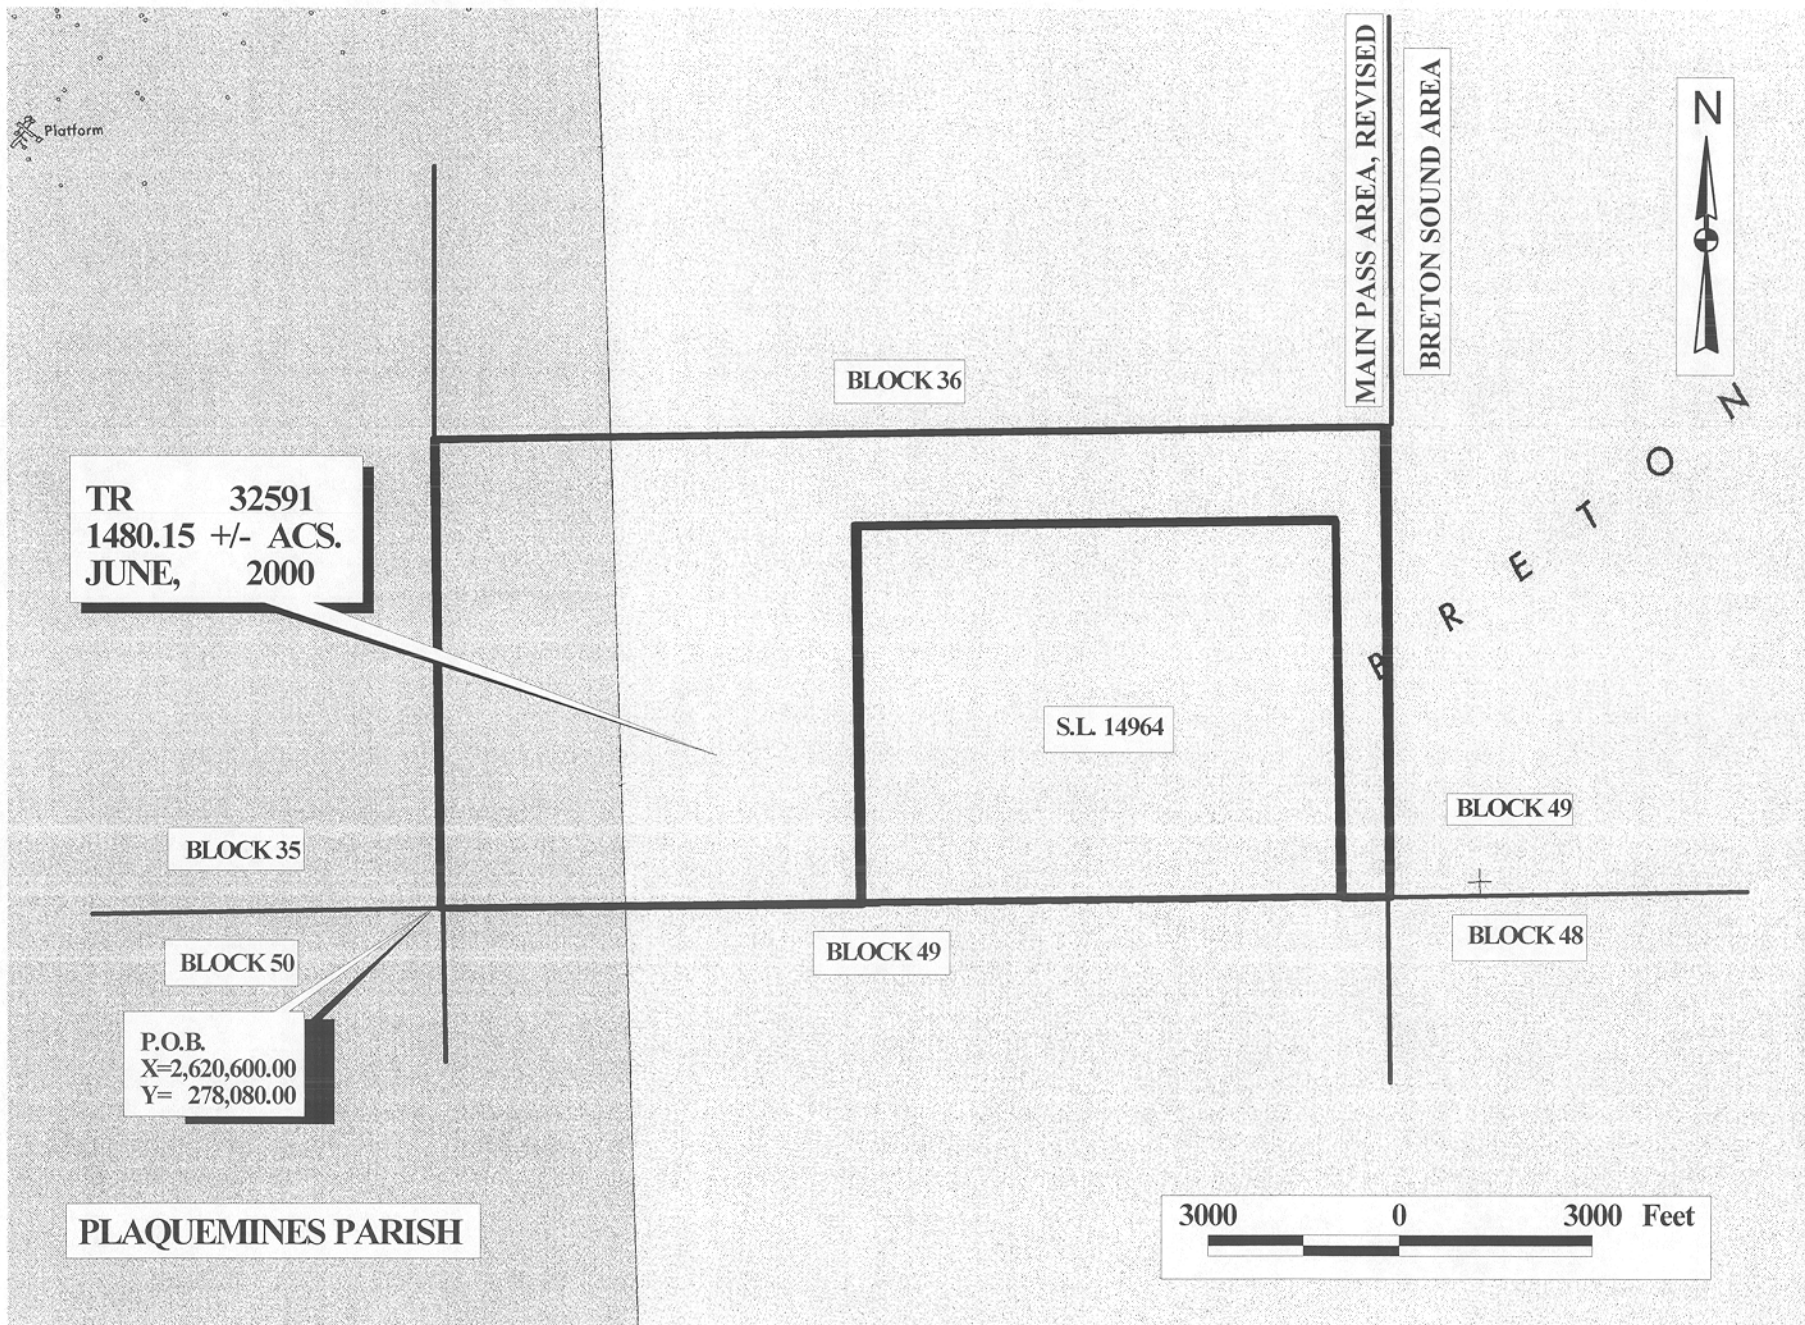 Platform
MAIN PASS AREA, REVISED
BRETON SOUND AREA
N
BLOCK 36
BRETON
TR 32591
1480.15 +/- ACS.
JUNE, 2000
S.L. 14964
BLOCK 49
BLOCK 35
BLOCK 50
BLOCK 49
BLOCK 48
P.O.B.
X=2,620,600.00
Y= 278,080.00
PLAQUEMINES PARISH
3000 0 3000 Feet